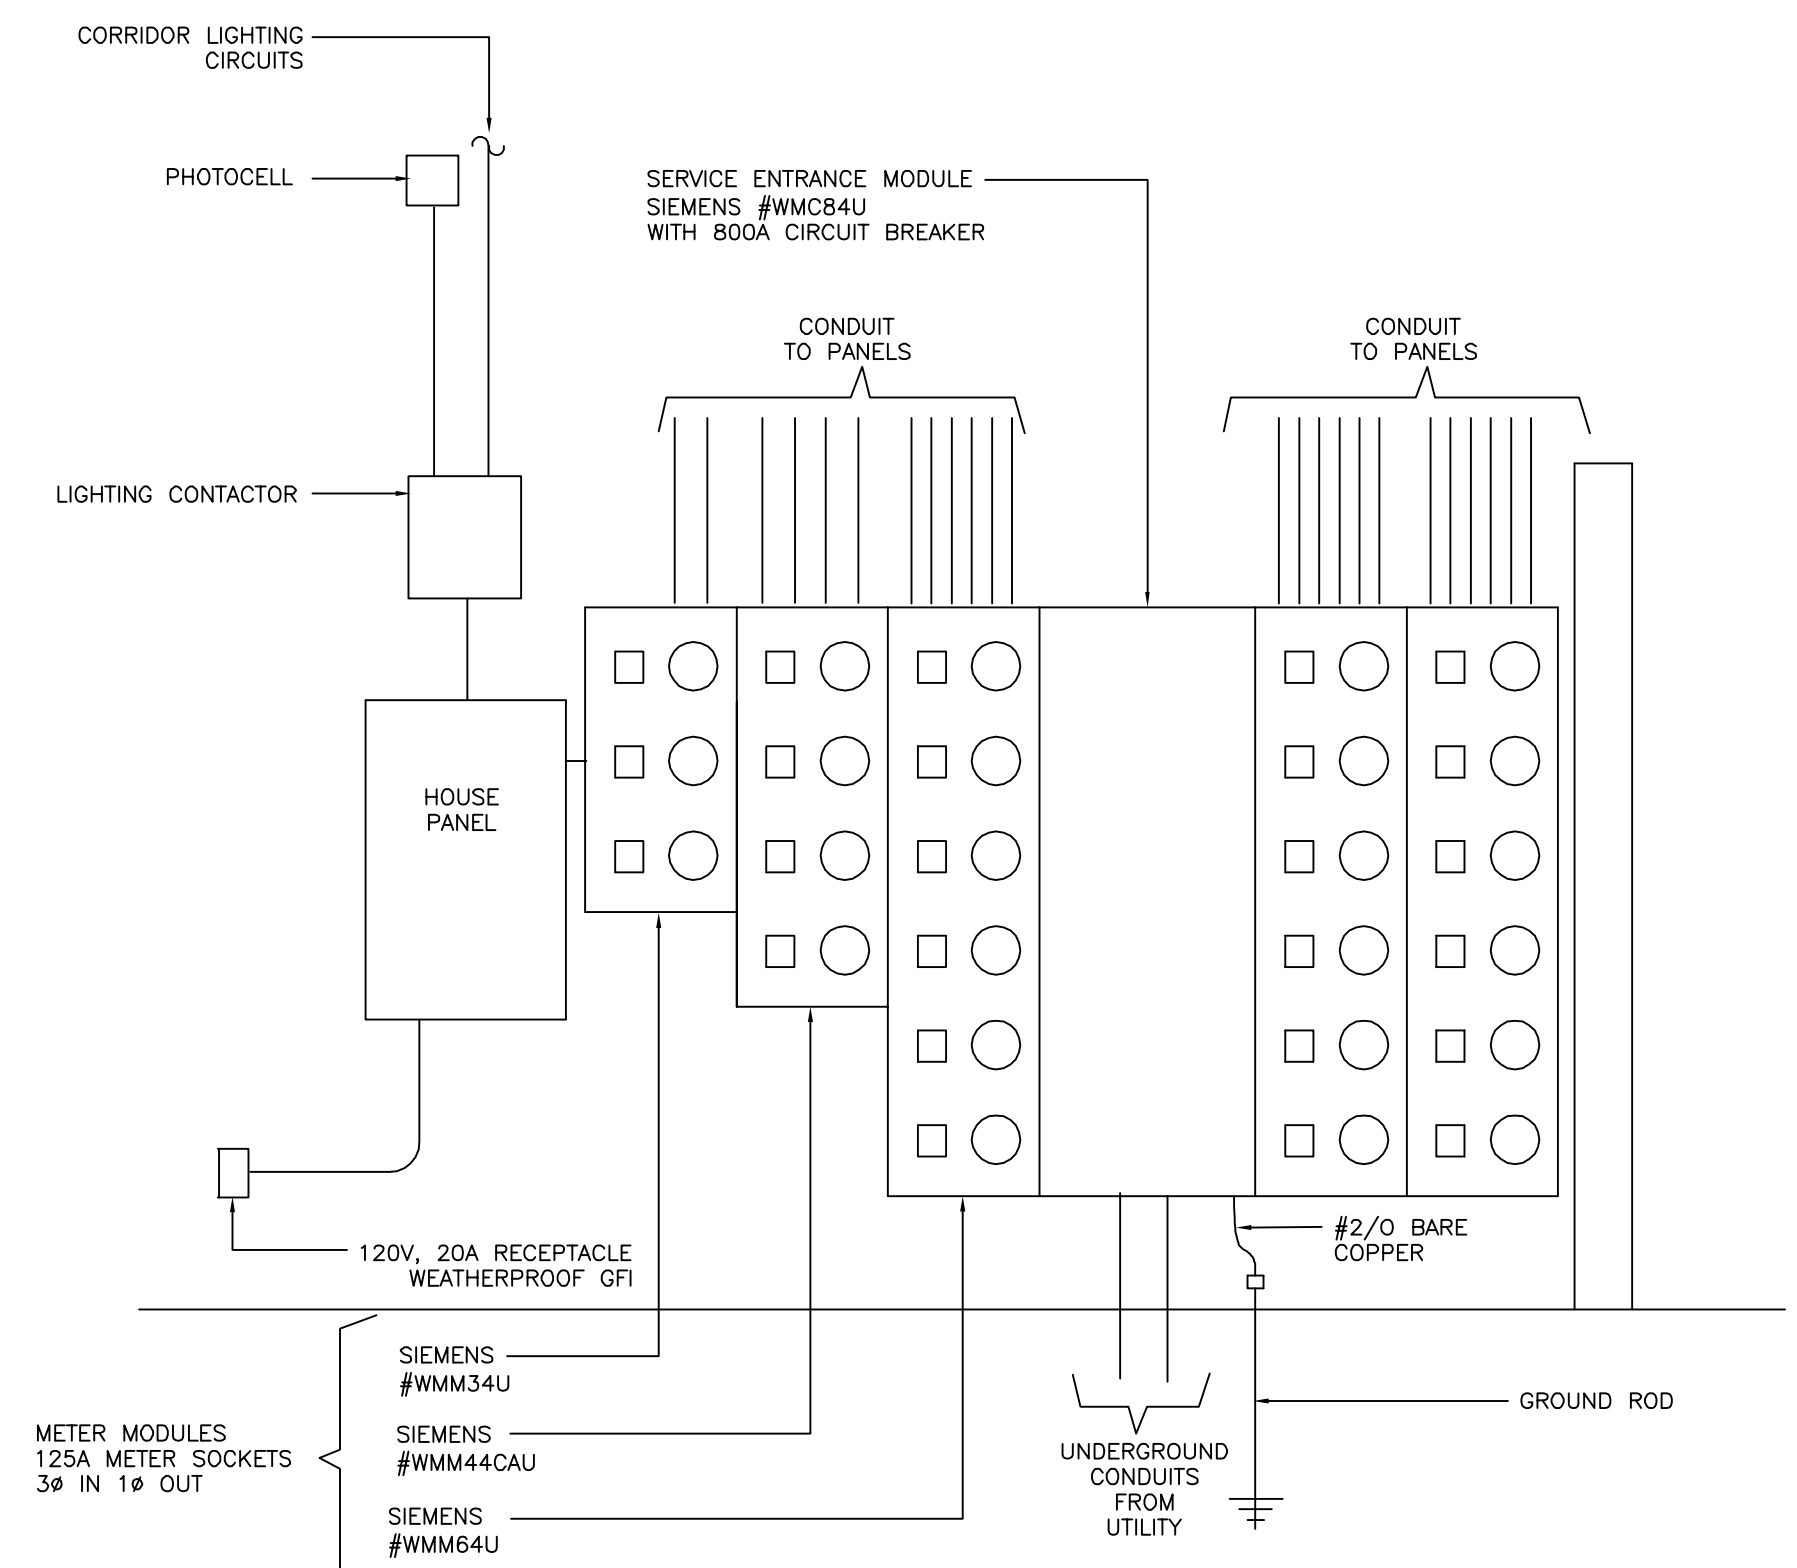 CORRIDOR LIGHTING
CIRCUITS
PHOTOCELL
SERVICE ENTRANCE MODULE
SIEMENS #WMC84U
WITH 800A CIRCUIT BREAKER
CONDUIT
TO PANELS
CONDUIT
TO PANELS
LIGHTING CONTACTOR
HOUSE
PANEL
120V, 20A RECEPTACLE
WEATHERPROOF GFI
#2/0 BARE
COPPER
SIEMENS
#WMM34U
GROUND ROD
METER MODULES
125A METER SOCKETS
3ø IN 1ø OUT
SIEMENS
#WMM44CAU
UNDERGROUND
CONDUITS
FROM
UTILITY
SIEMENS
#WMM64U